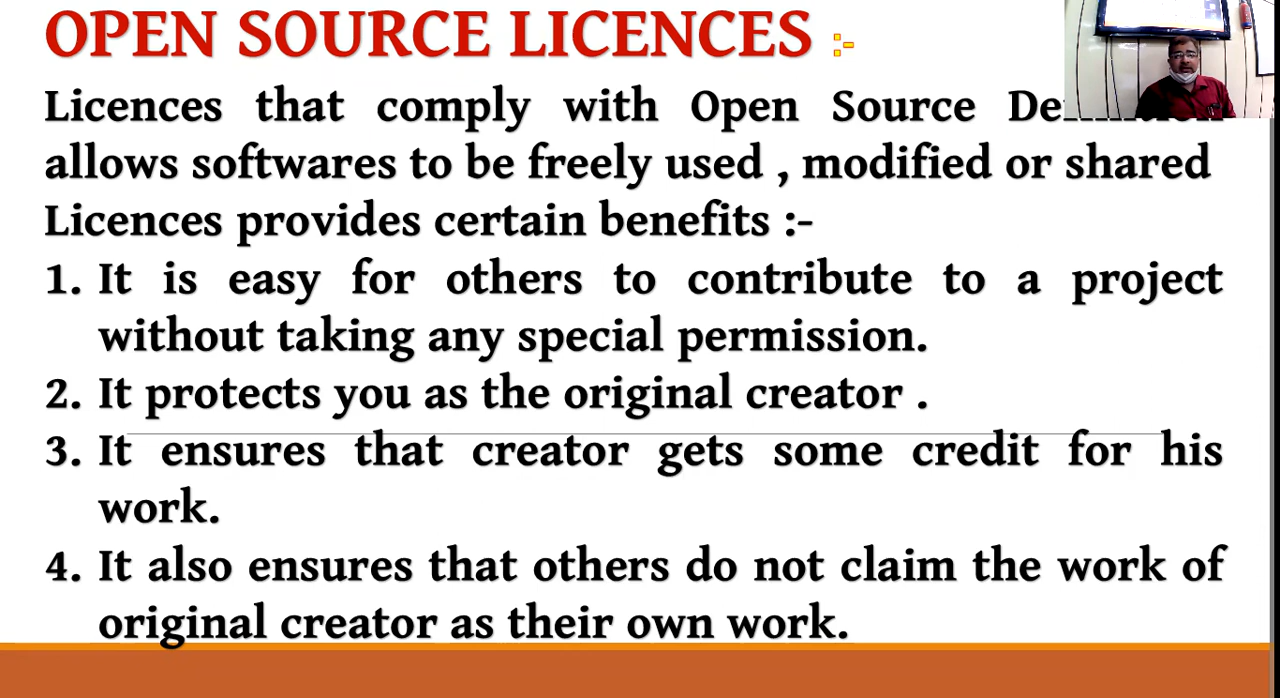 OPEN SOURCE LICENCES :-
Licences that comply with Open Source
allows softwares to be freely used , modified or shared
Licences provides certain benefits :-
1. It is easy for others to contribute to a project
without taking any special permission.
2. It protects you as the original creator .
3. It ensures that creator gets some credit for his
work.
4. It also ensures that others do not claim the work of
original creator as their own work.